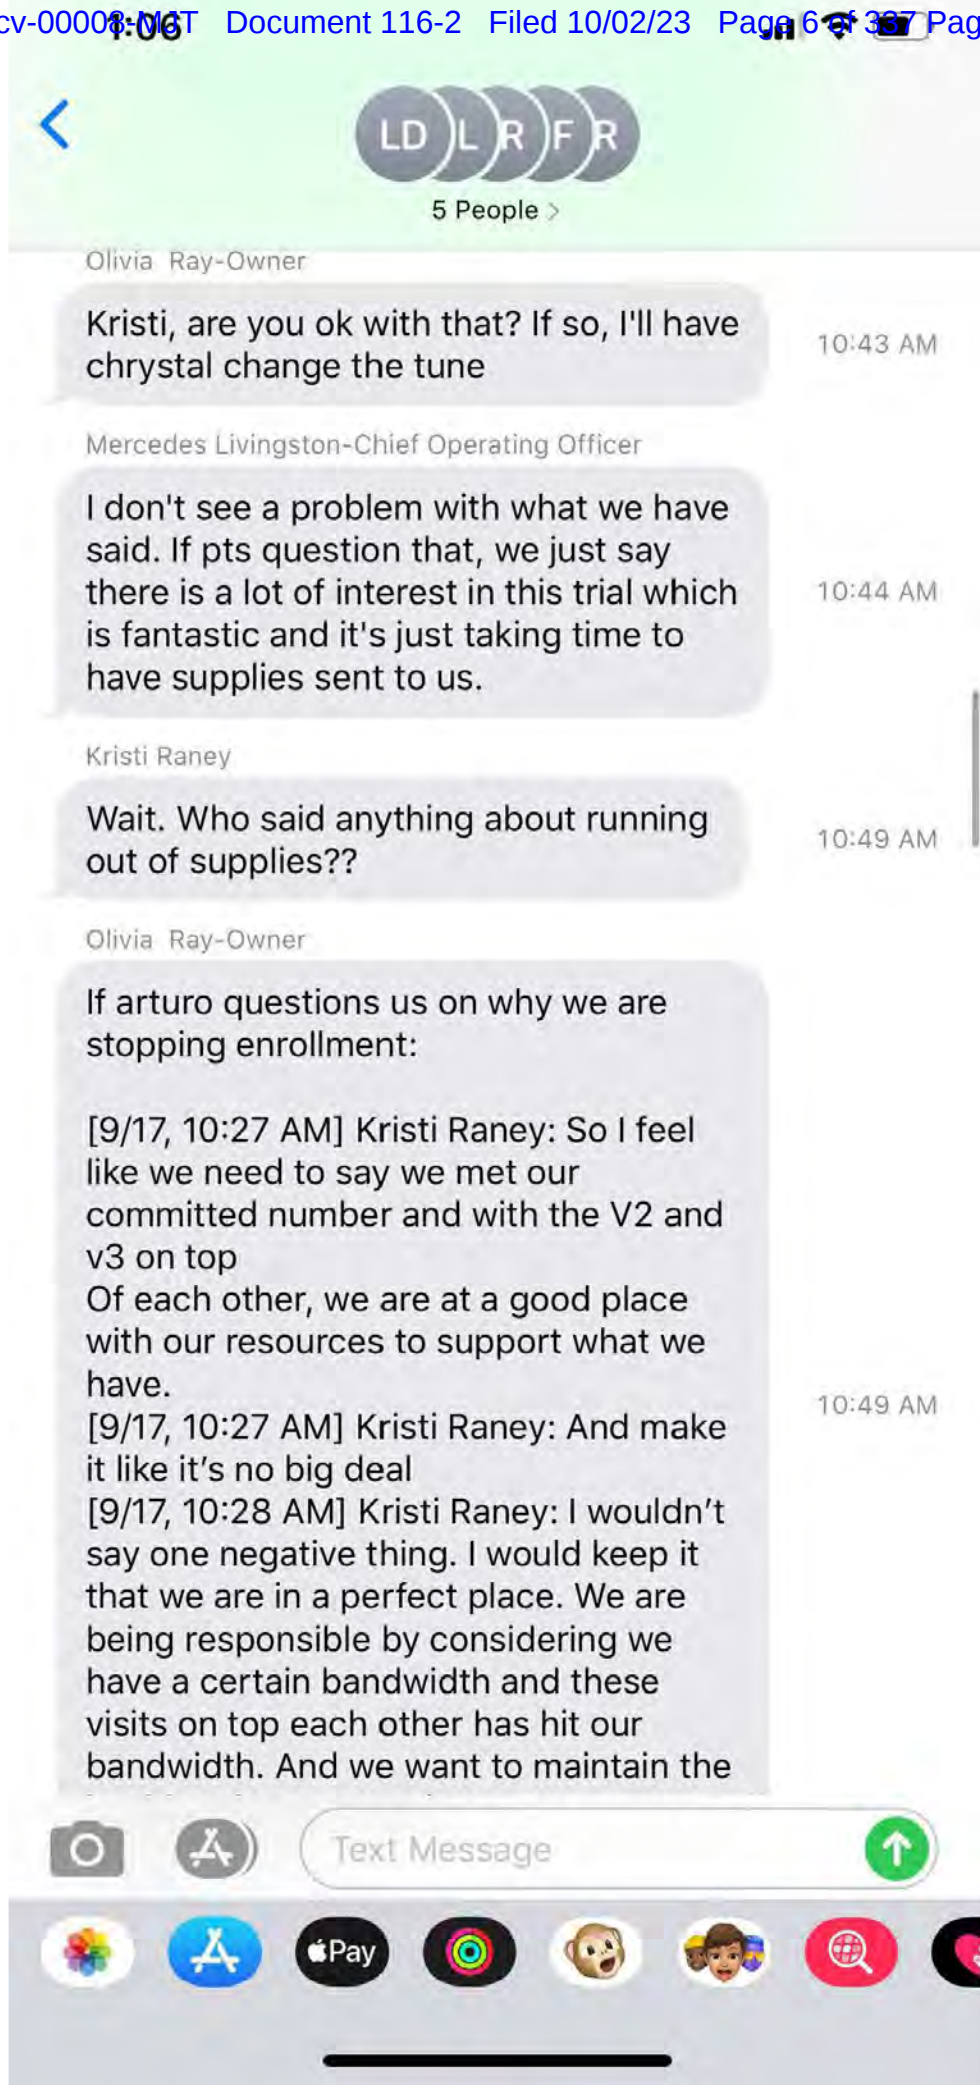 cv-00008-MJT Document 116-2 Filed 10/02/23 Page 6 of 337 Pag
1:06
LD L R F R
5 People >
Olivia Ray-Owner
Kristi, are you ok with that? If so, I'll have
chrystal change the tune
10:43 AM
Mercedes Livingston-Chief Operating Officer
I don't see a problem with what we have
said. If pts question that, we just say
there is a lot of interest in this trial which
is fantastic and it's just taking time to
have supplies sent to us.
10:44 AM
Kristi Raney
Wait. Who said anything about running
out of supplies??
10:49 AM
Olivia Ray-Owner
If arturo questions us on why we are
stopping enrollment:
[9/17, 10:27 AM] Kristi Raney: So I feel
like we need to say we met our
committed number and with the V2 and
v3 on top
Of each other, we are at a good place
with our resources to support what we
have.
[9/17, 10:27 AM] Kristi Raney: And make
it like it’s no big deal
[9/17, 10:28 AM] Kristi Raney: I wouldn’t
say one negative thing. I would keep it
that we are in a perfect place. We are
being responsible by considering we
have a certain bandwidth and these
visits on top each other has hit our
bandwidth. And we want to maintain the
10:49 AM
Text Message
Pay